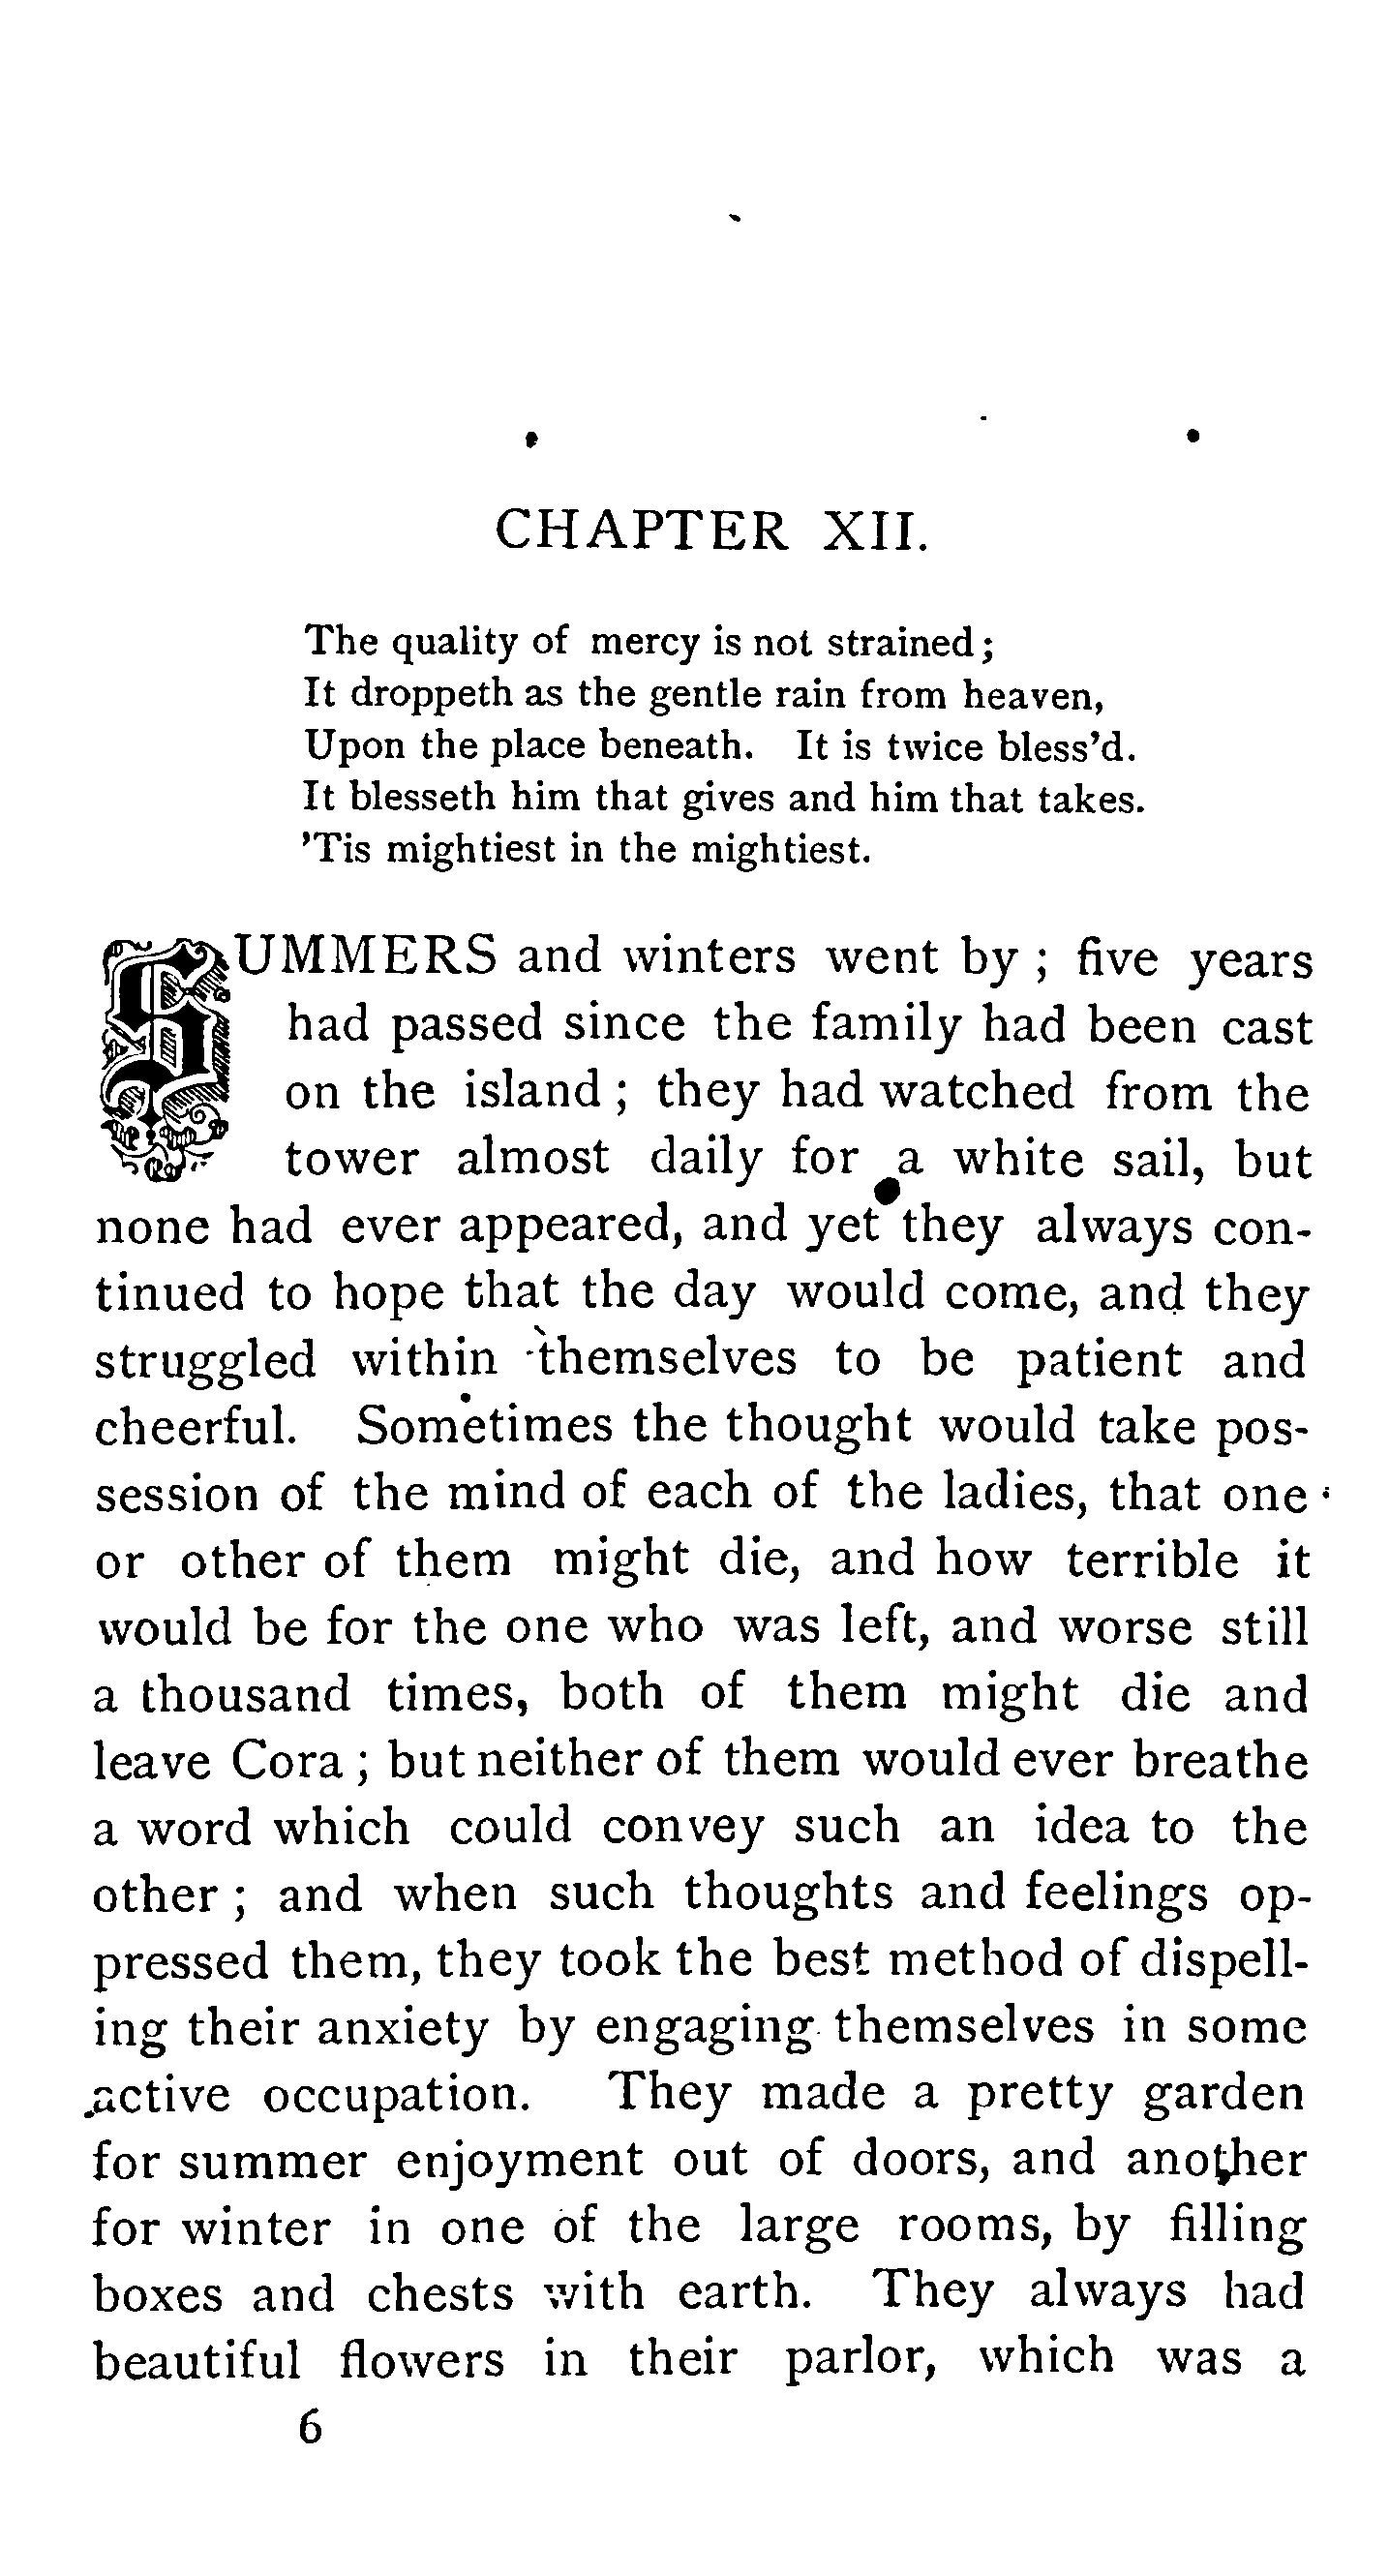 CHAPTER XII.
The quality of mercy is not strained;
It droppeth as the gentle rain from heaven,
Upon the place beneath. It is twice bless'd.
It blesseth him that gives and him that takes.
'Tis mightiest in the mightiest.
SUMMERS and winters went by; five years
had passed since the family had been cast
on the island; they had watched from the
tower almost daily for a white sail, but
none had ever appeared, and yet they always con-
tinued to hope that the day would come, and they
struggled within themselves to be patient and
cheerful. Sometimes the thought would take pos-
session of the mind of each of the ladies, that one
or other of them might die, and how terrible it
would be for the one who was left, and worse still
a thousand times, both of them might die and
leave Cora; but neither of them would ever breathe
a word which could convey such an idea to the
other; and when such thoughts and feelings op-
pressed them, they took the best method of dispell-
ing their anxiety by engaging themselves in some
active occupation. They made a pretty garden
for summer enjoyment out of doors, and another
for winter in one of the large rooms, by filling
boxes and chests with earth. They always had
beautiful flowers in their parlor, which was a
6